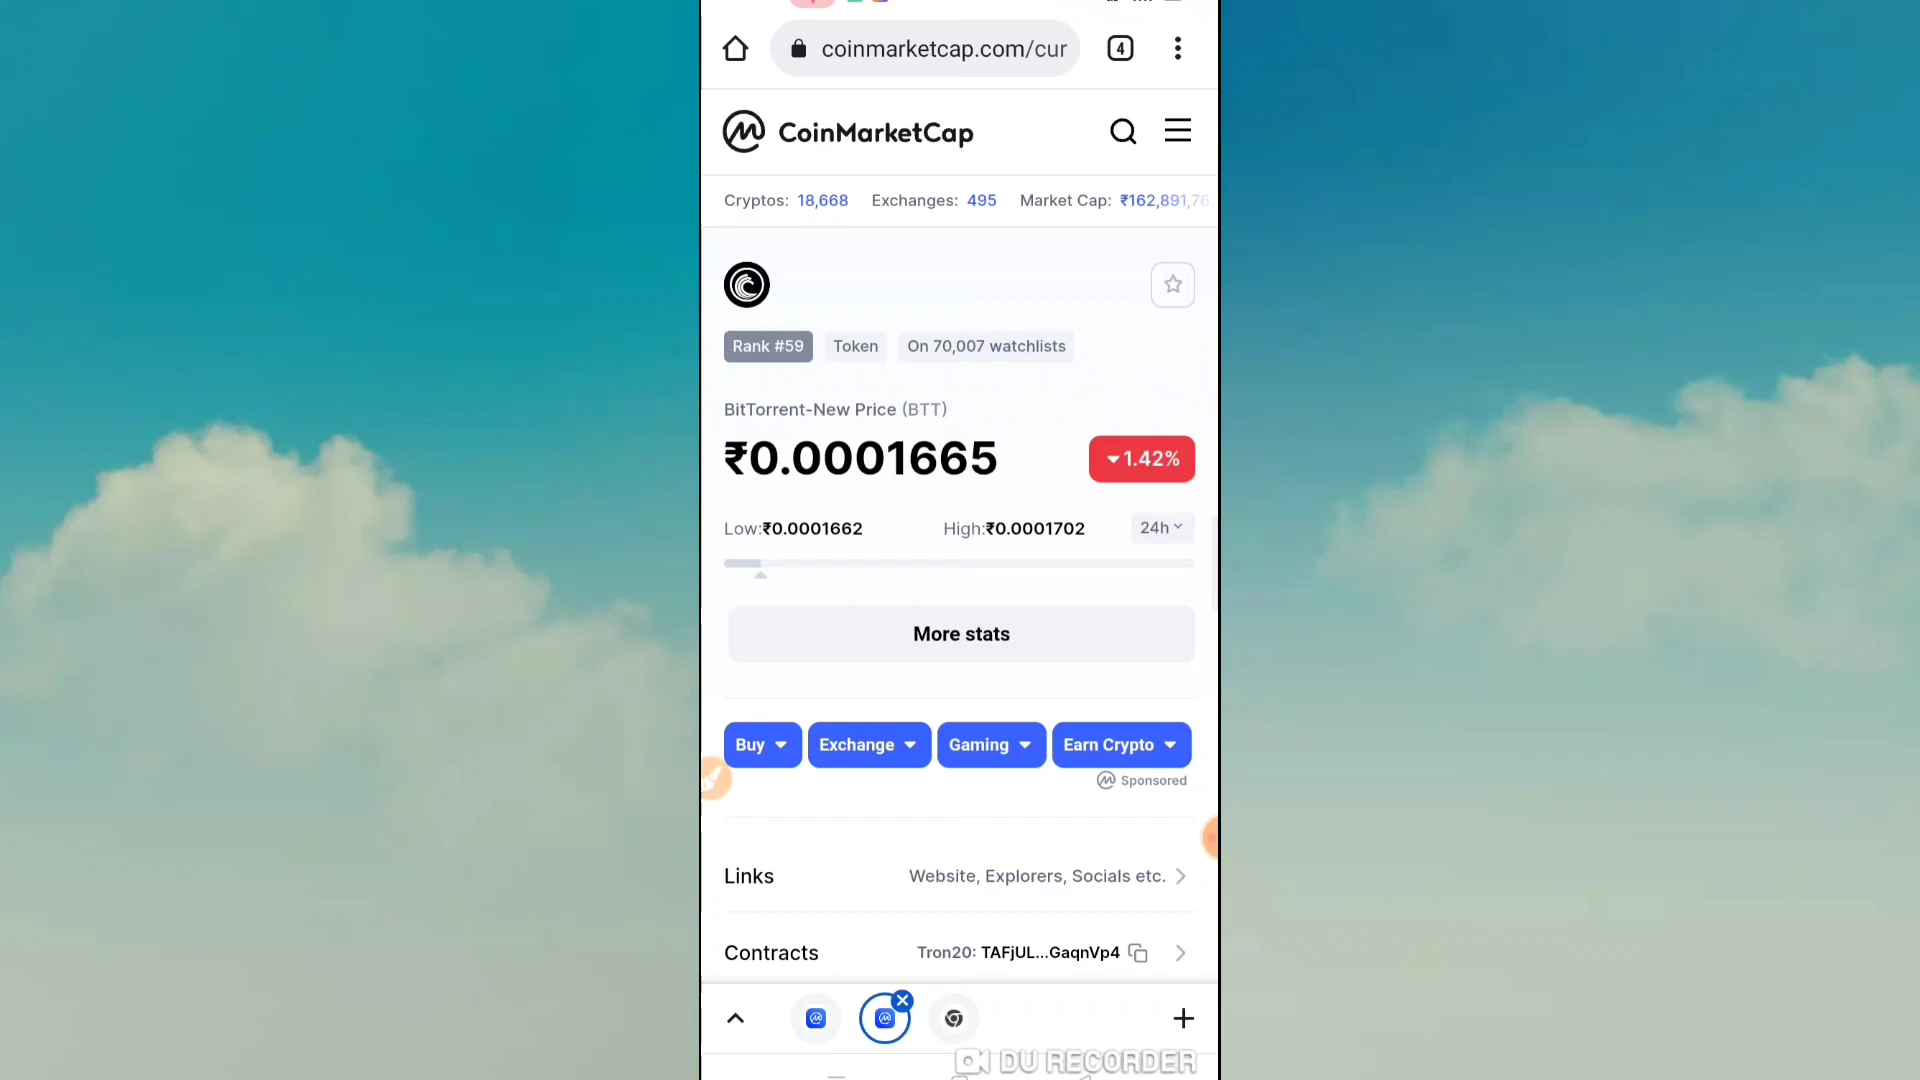 coinmarketcap.com/cur
4
CoinMarketCap
Cryptos: 18,668 Exchanges: 495 Market Cap: ₹162,891,76
Rank #59 Token On 70,007 watchlists
BitTorrent-New Price (BTT)
₹0.0001665 1.42%
Low:₹0.0001662 High:₹0.0001702 24h
More stats
Buy Exchange Gaming Earn Crypto
Sponsored
Links Website, Explorers, Socials etc.
Contracts Tron20: TAFjUL...GaqnVp4
DU RECORDER